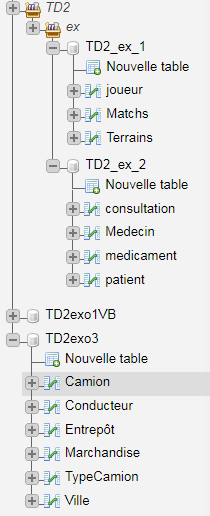 TD2
ex
TD2_ex_1
Nouvelle table
joueur
Matchs
Terrains
TD2_ex_2
Nouvelle table
consultation
Medecin
medicament
patient
TD2exo1VB
TD2exo3
Nouvelle table
Camion
Conducteur
Entrepôt
Marchandise
TypeCamion
Ville